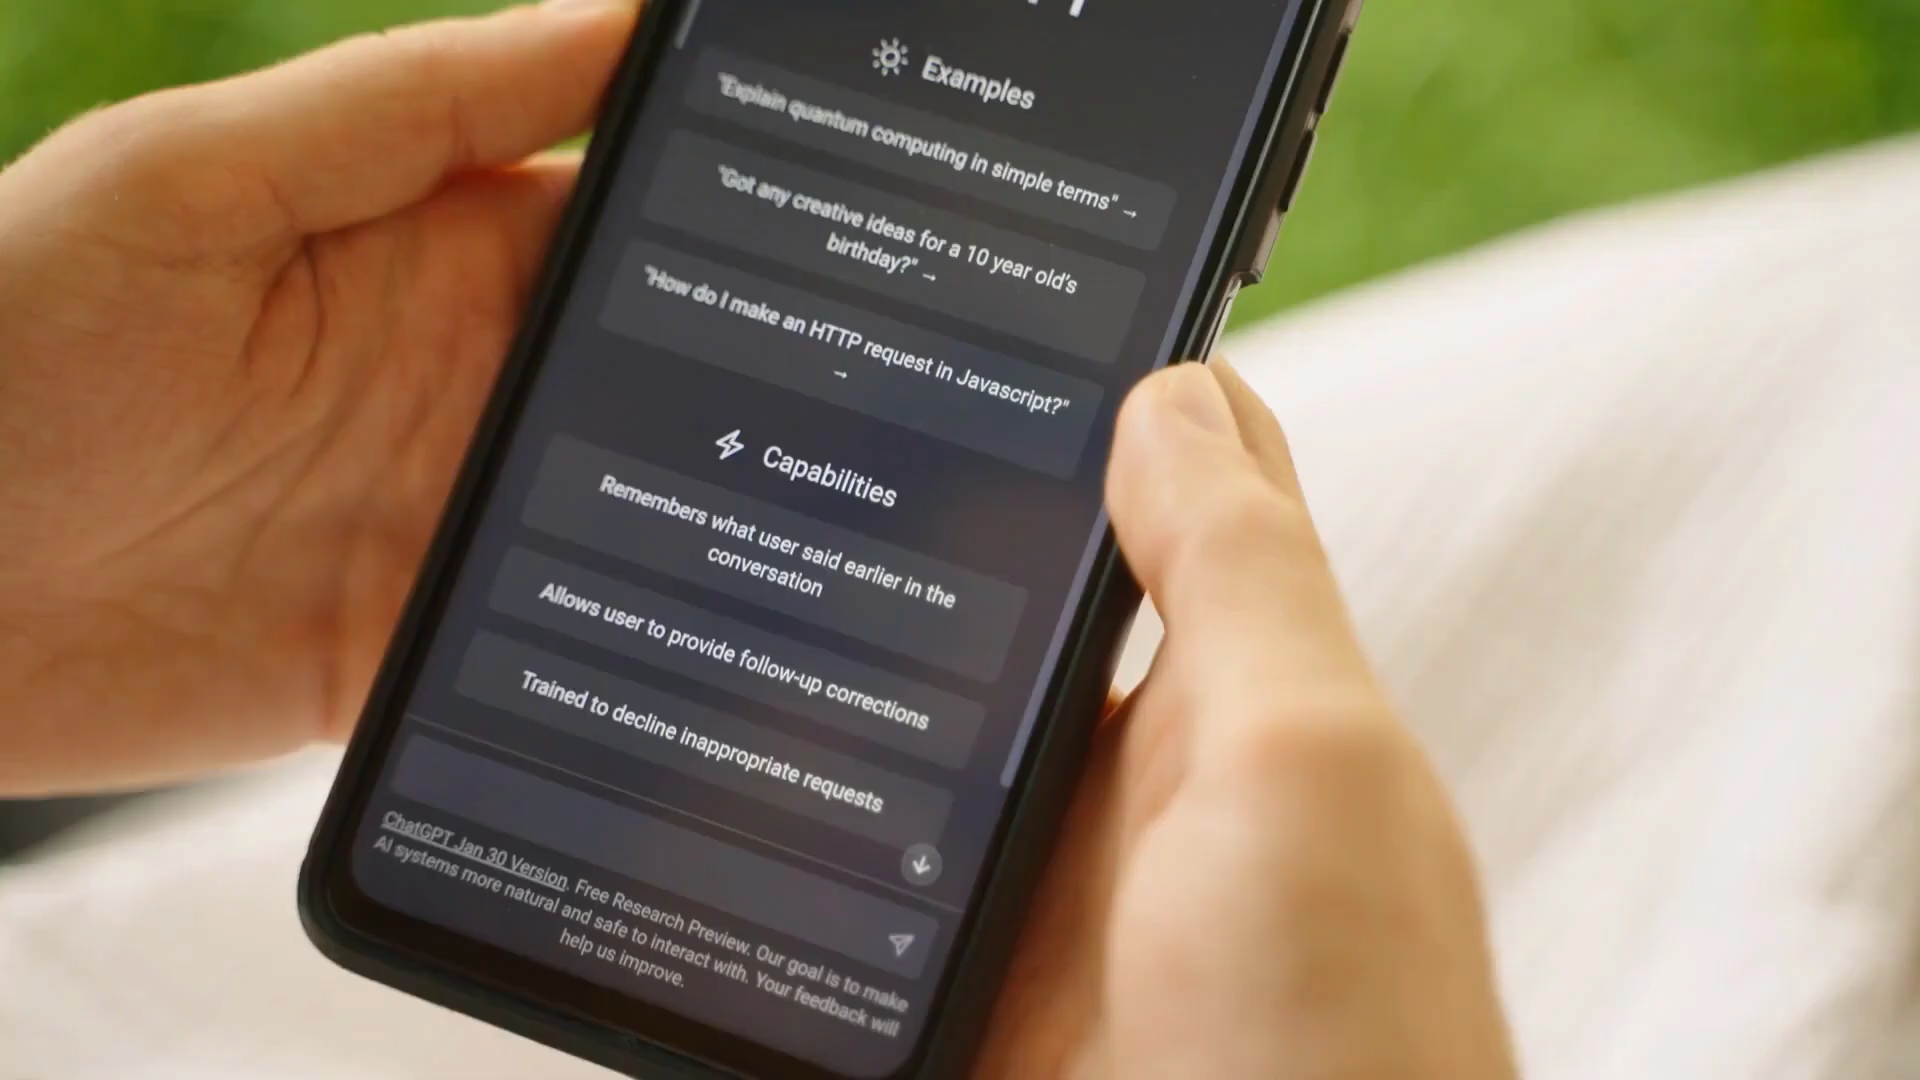 Examples
"Explain quantum computing in simple terms" →
"Got any creative ideas for a 10 year old's
birthday?" →
"How do I make an HTTP request in Javascript?"
→
Capabilities
Remembers what user said earlier in the
conversation
Allows user to provide follow-up corrections
Trained to decline inappropriate requests
ChatGPT Jan 30 Version. Free Research Preview. Our goal is to make
AI systems more natural and safe to interact with. Your feedback will
help us improve.